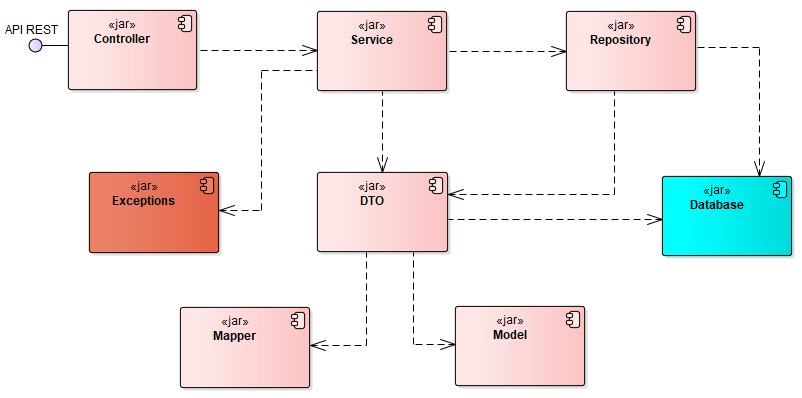 API REST
«jar»
Controller
«jar»
Service
«jar»
Repository
«jar»
Exceptions
«jar»
DTO
«jar»
Database
«jar»
Mapper
«jar»
Model